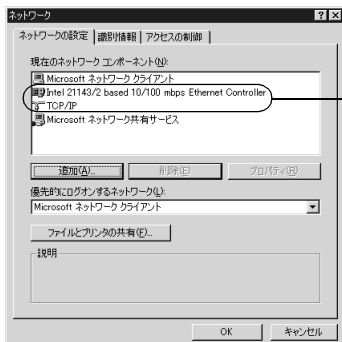 ネットワーク
ネットワークの設定 識別情報 アクセスの制御
現在のネットワーク コンポーネント(N):
Microsoft ネットワーク クライアント
Intel 21143/2 based 10/100 mbps Ethernet Controller
TCP/IP
Microsoft ネットワーク共有サービス
追加(A)... 削除(E) プロパティ(R)
優先的にログオンするネットワーク(L):
Microsoft ネットワーク クライアント
ファイルとプリンタの共有(F)...
説明
OK キャンセル